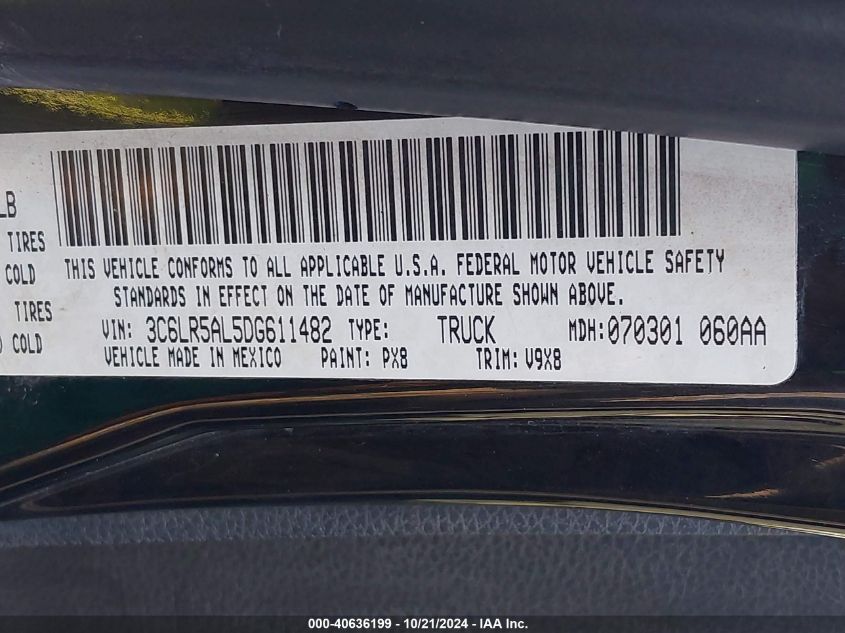 LB
TIRES
COLD
TIRES
COLD
THIS VEHICLE CONFORMS TO ALL APPLICABLE U.S.A. FEDERAL MOTOR VEHICLE SAFETY
STANDARDS IN EFFECT ON THE DATE OF MANUFACTURE SHOWN ABOVE.
VIN: 3C6LR5AL5DG611482 TYPE: TRUCK MDH:070301 060AA
VEHICLE MADE IN MEXICO PAINT: PX8 TRIM: V9X8
000-40636199 - 10/21/2024 - IAA Inc.